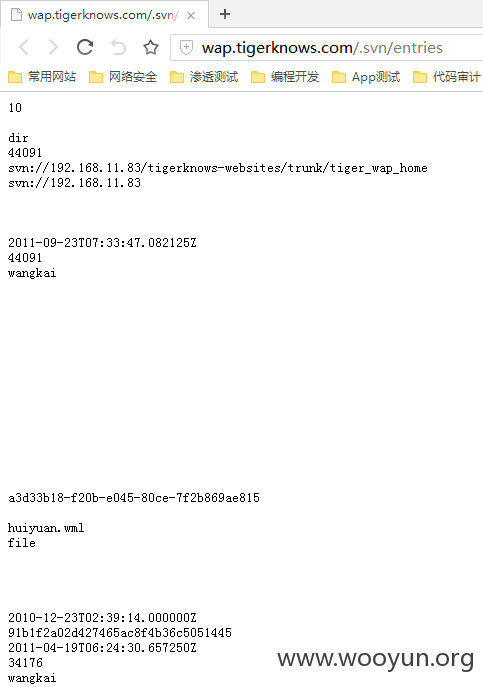 wap.tigerknows.com/.svn/
wap.tigerknows.com/.svn/entries
常用网站 网络安全 渗透测试 编程开发 App测试 代码审计
10
dir
44091
svn://192.168.11.83/tigerknows-websites/trunk/tiger_wap_home
svn://192.168.11.83
2011-09-23T07:33:47.082125Z
44091
wangkai
a3d33b18-f20b-e045-80ce-7f2b869ae815
huiyuan.wml
file
2010-12-23T02:39:14.000000Z
91b1f2a02d427465ac8f4b36c5051445
2011-04-19T06:24:30.657250Z
34176
wangkai
www.wooyun.org